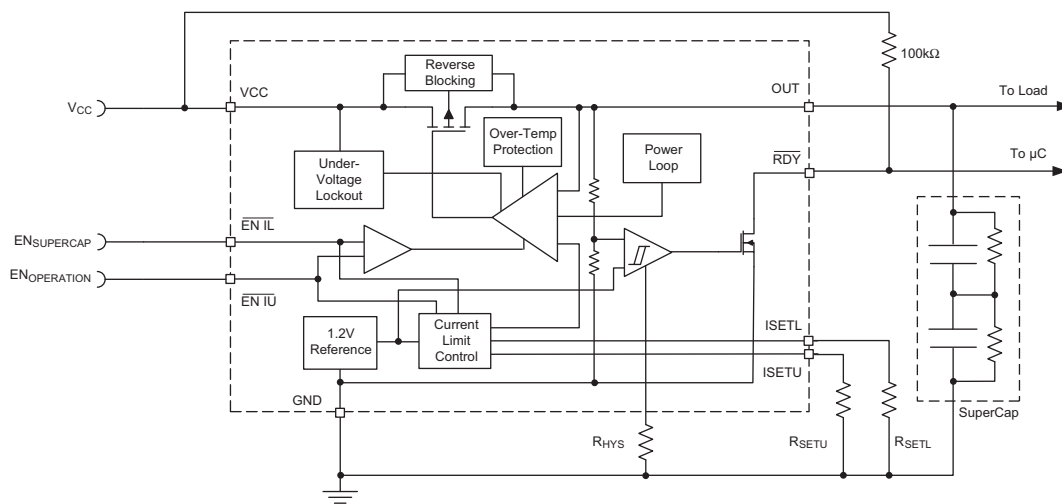 100kΩ
Reverse
Blocking
VCC
OUT
To Load
VCC
Over-Temp
Protection
Power
Loop
RDY
To µC
Under-
Voltage
Lockout
EN IL
ENSUPERCAP
ENOPERATION
EN IU
1.2V
Reference
Current
Limit
Control
ISETL
ISETU
GND
RHYS
RSETU
RSETL
SuperCap